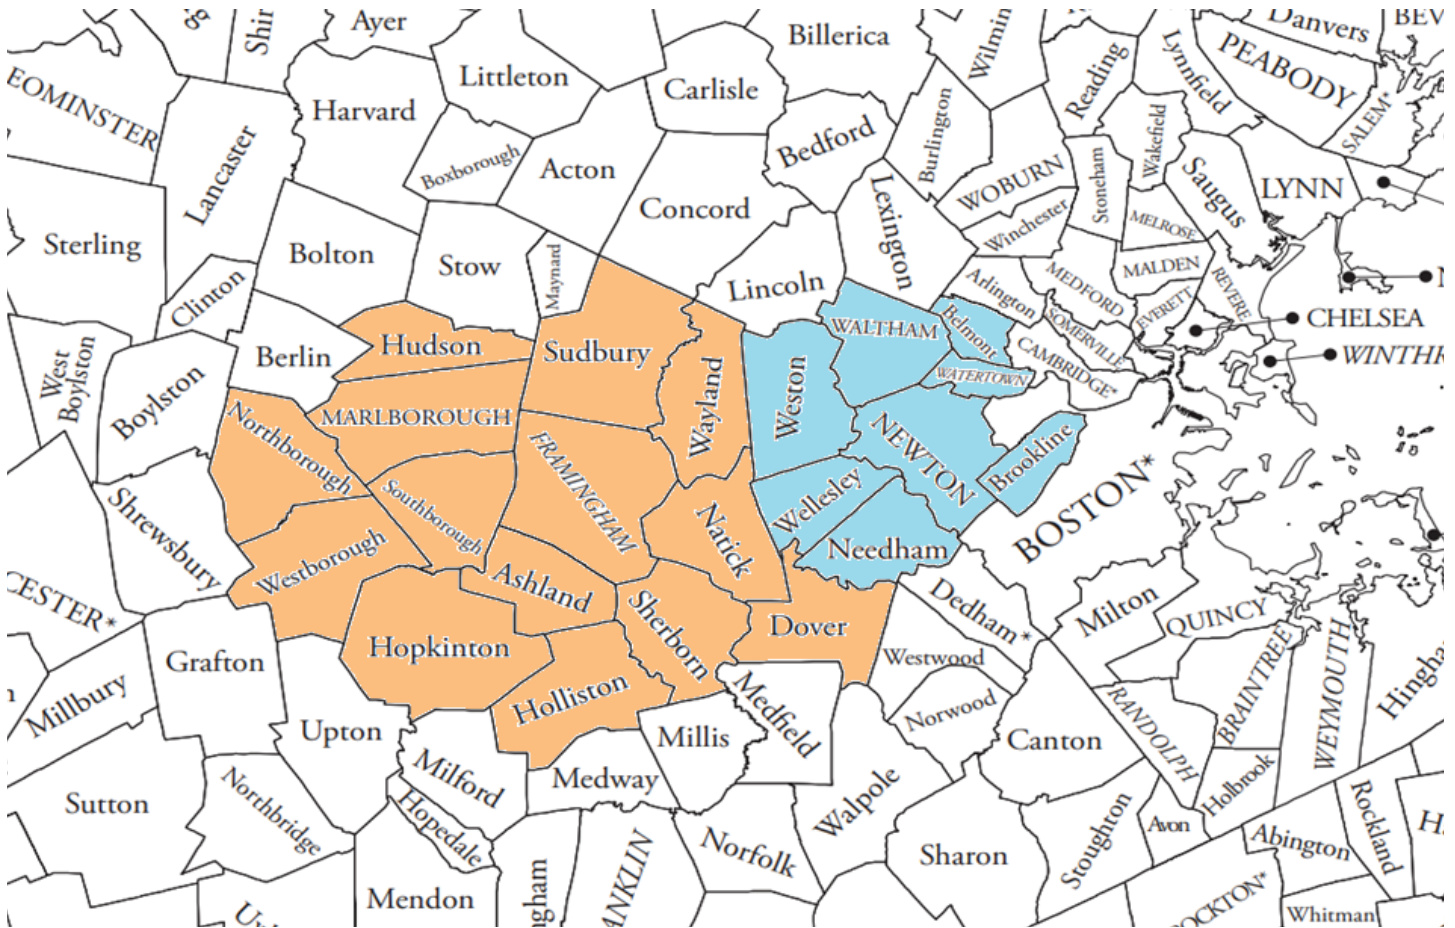 Ayer
Shir
g
Billerica
Wilmin
Danvers
BEV
Reading
Lynnfield
PEABODY
SALEM*
EOMINSTER
Lancaster
Harvard
Littleton
Carlisle
Boxborough
Acton
Bedford
Burlington
WOBURN
Stoneham
Wakefield
Saugus
LYNN
Sterling
Clinton
Bolton
Stow
Maynard
Concord
Lincoln
Lexington
Winchester
MELROSE
MEDFORD
MALDEN
Arlington
EVERETT
REVERE
SOMERVILLE
CAMBRIDGE*
CHELSEA
WINTHR
West
Boylston
Boylston
Berlin
Hudson
Sudbury
Wayland
Weston
WALTHAM
Belmont
WATERTOWN
NEWTON
Brookline
BOSTON*
MARLBOROUGH
Northborough
Southborough
FRAMINGHAM
Natick
Wellesley
Needham
Shrewsbury
Westborough
Ashland
Sherborn
Dover
Dedham*
Milton
QUINCY
CESTER*
Grafton
Hopkinton
Holliston
Medfield
Westwood
Norwood
Canton
RANDOLPH
BRAINTREE
WEYMOUTH
Hingha
n
Millbury
Upton
Milford
Medway
Millis
Walpole
Sutton
Northbridge
Hopedale
Mendon
Norfolk
Sharon
Stoughton
Avon
Holbrook
Abington
Rockland
H
ngham
ANKLIN
OCKTON*
Whitman